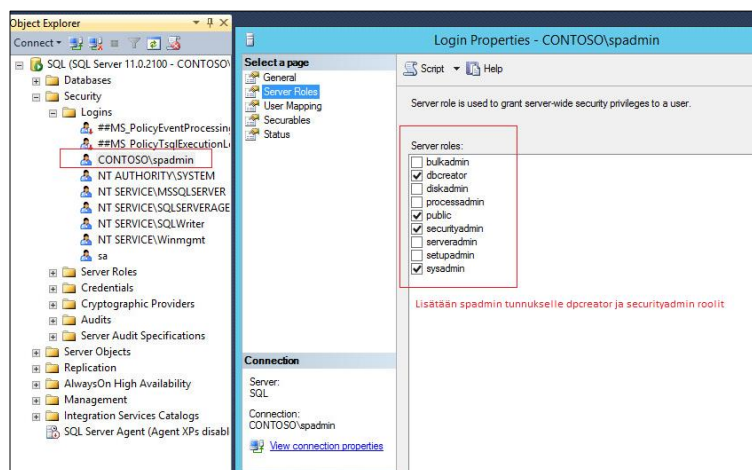 Object Explorer
Connect
SQL (SQL Server 11.0.2100 - CONTOSO\
Databases
Security
Logins
##MS_PolicyEventProcessin
##MS_PolicyTsqlExecutionL
CONTOSO\spadmin
NT AUTHORITY\SYSTEM
NT SERVICE\MSSQLSERVER
NT SERVICE\SQLSERVERAGE
NT SERVICE\SQLWriter
NT SERVICE\Winmgmt
sa
Server Roles
Credentials
Cryptographic Providers
Audits
Server Audit Specifications
Server Objects
Replication
AlwaysOn High Availability
Management
Integration Services Catalogs
SQL Server Agent (Agent XPs disabl
Login Properties - CONTOSO\spadmin
Select a page
General
Server Roles
User Mapping
Securables
Status
Script Help
Server role is used to grant server-wide security privileges to a user.
Server roles:
bulkadmin
dbcreator
diskadmin
processadmin
public
securityadmin
serveradmin
setupadmin
sysadmin
Lisätään spadmin tunnukselle dpcreator ja securityadmin roolit
Connection
Server:
SQL
Connection:
CONTOSO\spadmin
View connection properties